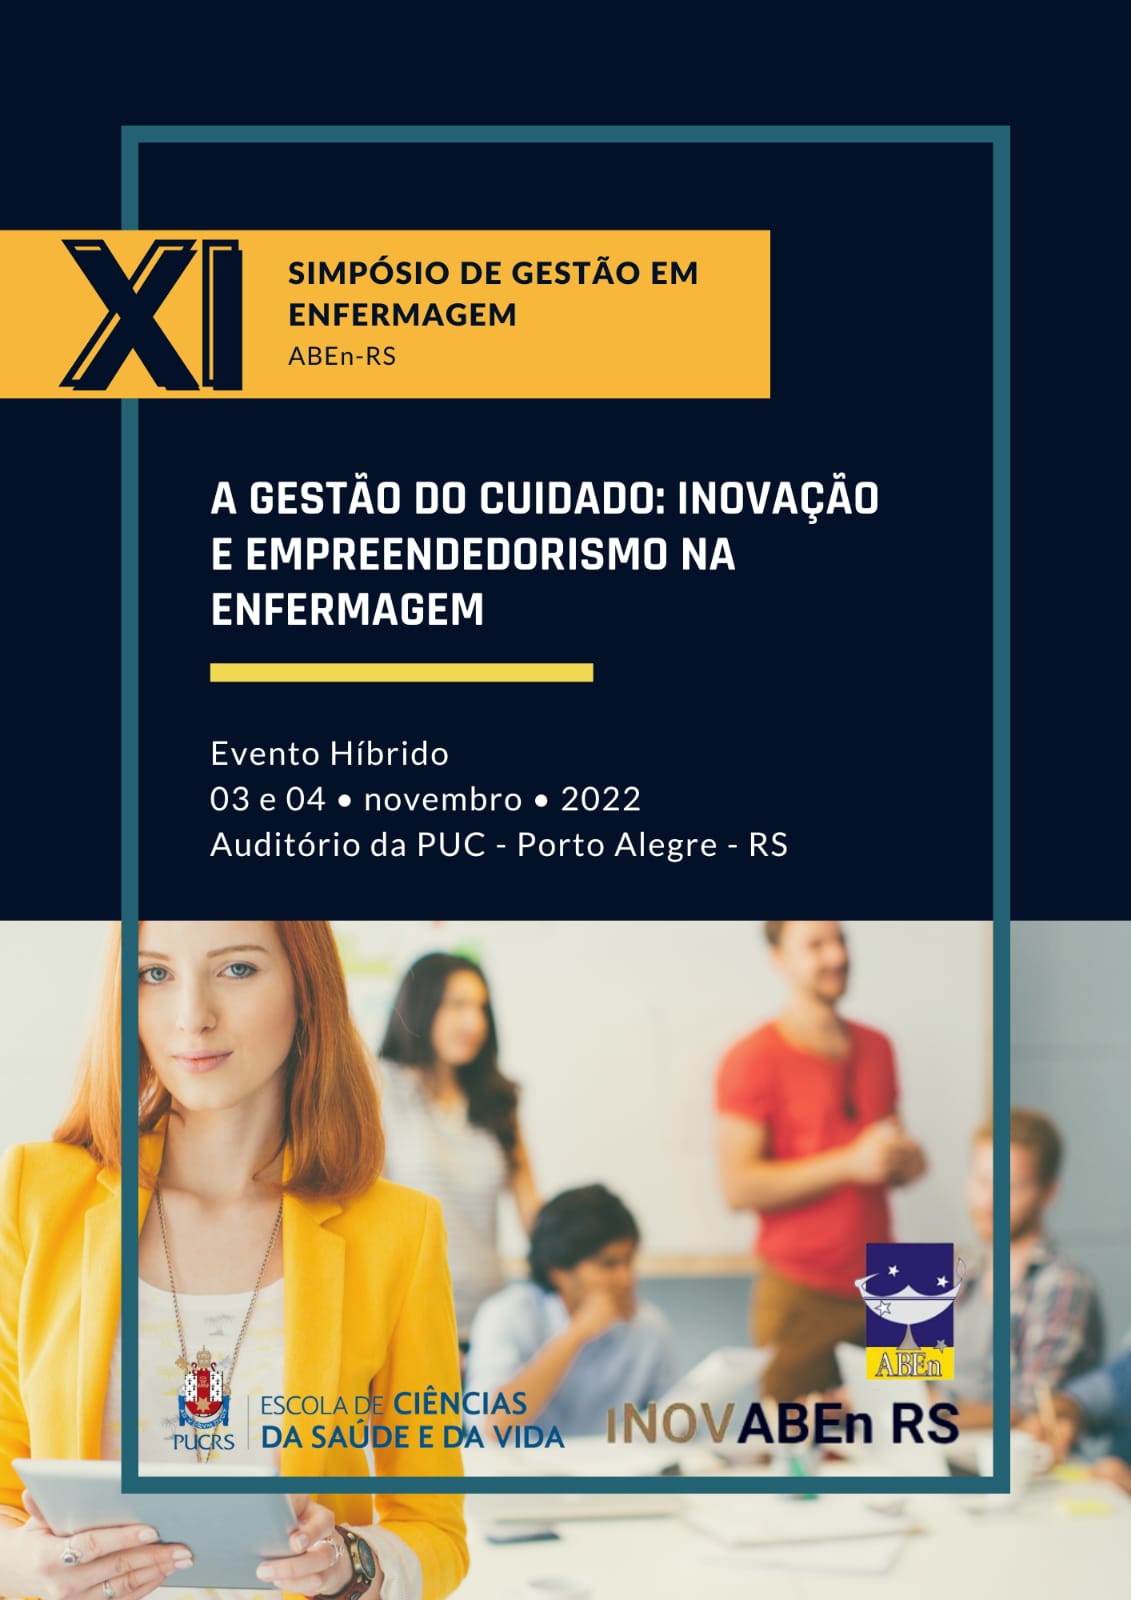 XI
SIMPÓSIO DE GESTÃO EM
ENFERMAGEM
ABEn-RS
A GESTÃO DO CUIDADO: INOVAÇÃO
E EMPREENDEDORISMO NA
ENFERMAGEM
Evento Híbrido
03 e 04 • novembro • 2022
Auditório da PUC - Porto Alegre - RS
ABEn
PUCRS
ESCOLA DE CIÊNCIAS
DA SAÚDE E DA VIDA
iNOVABEn RS